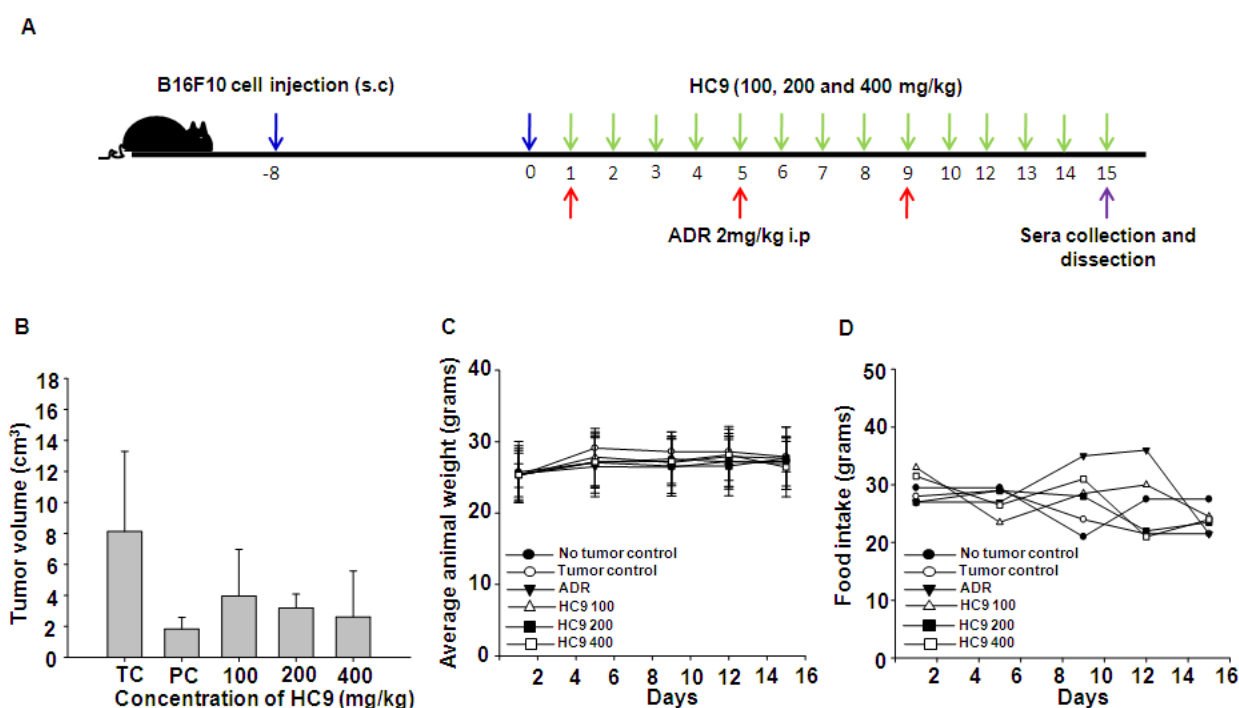 A
B16F10 cell injection (s.c)
HC9 (100, 200 and 400 mg/kg)
-8 0 1 2 3 4 5 6 7 8 9 10 12 13 14 15
ADR 2mg/kg i.p
Sera collection and
dissection
B
Tumor volume (cm³)
18
16
14
12
10
8
6
4
2
0
TC PC 100 200 400
Concentration of HC9 (mg/kg)
C
Average animal weight (grams)
40
30
20
10
0
No tumor control
Tumor control
ADR
HC9 100
HC9 200
HC9 400
2 4 6 8 10 12 14 16
Days
D
Food intake (grams)
50
40
30
20
10
0
No tumor control
Tumor control
ADR
HC9 100
HC9 200
HC9 400
2 4 6 8 10 12 14 16
Days